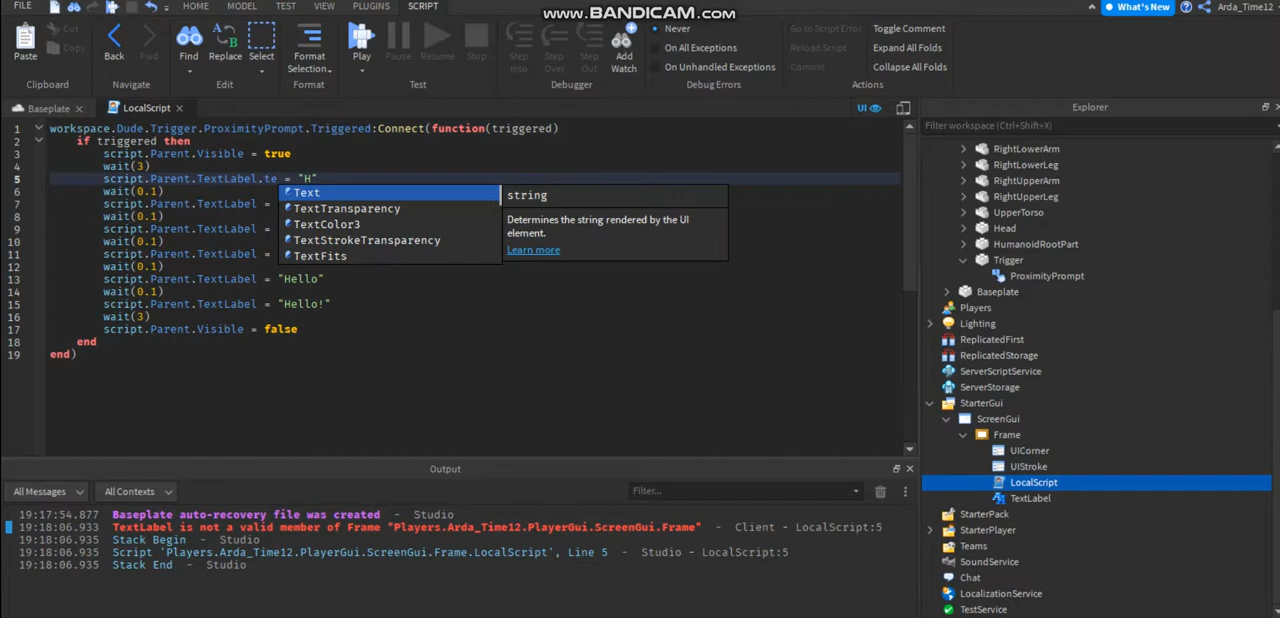 FILE HOME MODEL TEST VIEW PLUGINS SCRIPT
www.BANDICAM.com
What's New Arda_Time12
Paste Cut Copy Back Find Find Replace Select Format Selection Play Pause Run Stop Step Into Step Over Step Out Add Watch
Never
On All Exceptions
On Unhandled Exceptions
Go to Script Error
Reload Script
Commit
Toggle Comment
Expand All Folds
Collapse All Folds
Clipboard Navigate Edit Format Test Debugger Debug Errors Actions
Baseplate LocalScript UI
1 workspace.Dude.Trigger.ProximityPrompt.Triggered:Connect(function(triggered)
2 if triggered then
3 script.Parent.Visible = true
4 wait(3)
5 script.Parent.TextLabel.te = "H"
6 wait(0.1)
7 script.Parent.TextLabel =
8 wait(0.1)
9 script.Parent.TextLabel =
10 wait(0.1)
11 script.Parent.TextLabel =
12 wait(0.1)
13 script.Parent.TextLabel = "Hello"
14 wait(0.1)
15 script.Parent.TextLabel = "Hello!"
16 wait(3)
17 script.Parent.Visible = false
18 end
19 end)
Text
TextTransparency
TextColor3
TextStrokeTransparency
TextFits
string
Determines the string rendered by the UI
element.
Learn more
Explorer
Filter workspace (Ctrl+Shift+X)
RightLowerArm
RightLowerLeg
RightUpperArm
RightUpperLeg
UpperTorso
Head
HumanoidRootPart
Trigger
ProximityPrompt
Baseplate
Players
Lighting
ReplicatedFirst
ReplicatedStorage
ServerScriptService
ServerStorage
StarterGui
ScreenGui
Frame
UICorner
UIStroke
LocalScript
TextLabel
StarterPack
StarterPlayer
Teams
SoundService
Chat
LocalizationService
TestService
Output
All Messages All Contexts Filter...
19:17:54.877 Baseplate auto-recovery file was created - Studio
19:18:06.933 TextLabel is not a valid member of Frame "Players.Arda_Time12.PlayerGui.ScreenGui.Frame" - Client - LocalScript:5
19:18:06.935 Stack Begin - Studio
19:18:06.935 Script 'Players.Arda_Time12.PlayerGui.ScreenGui.Frame.LocalScript', Line 5 - Studio - LocalScript:5
19:18:06.935 Stack End - Studio